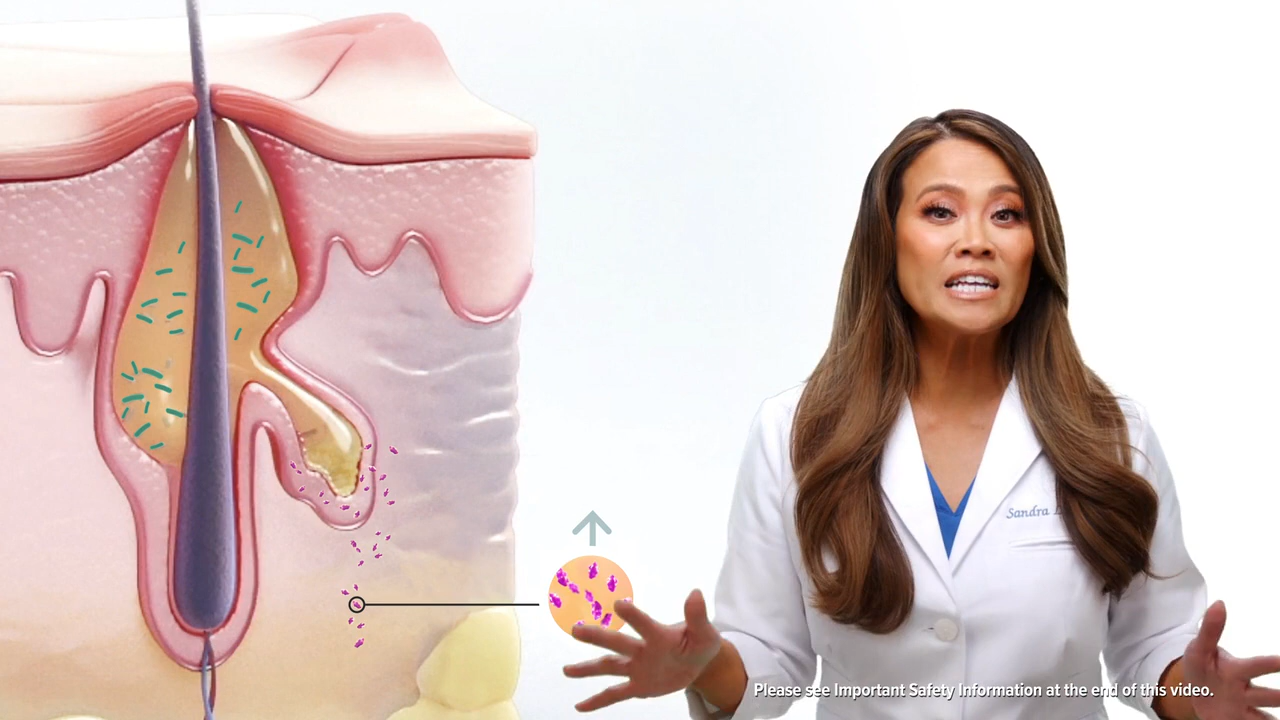 Sandra
Please see Important Safety Information at the end of this video.